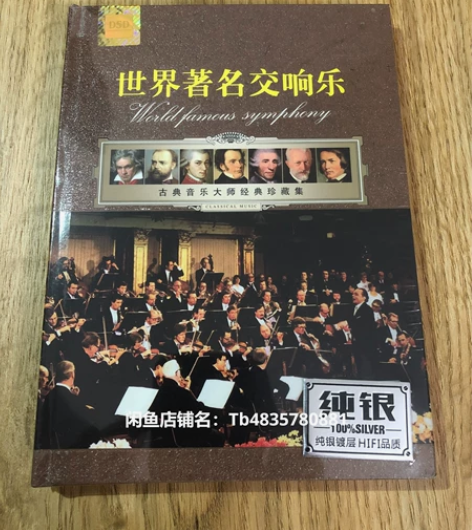 OSD
世界著名交响乐
World famous symphony
古典音乐大师经典珍藏集
CLASSICAL MUSIC
纯银
100%SILVER
纯银镀层 HIFI品质
闲鱼店铺名：Tb4835780881